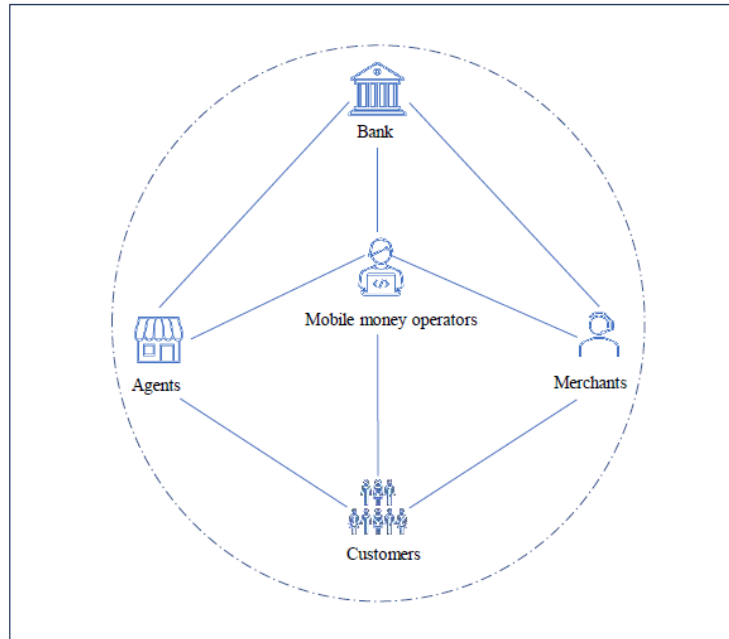 Bank
Mobile money operators
Agents
Merchants
Customers